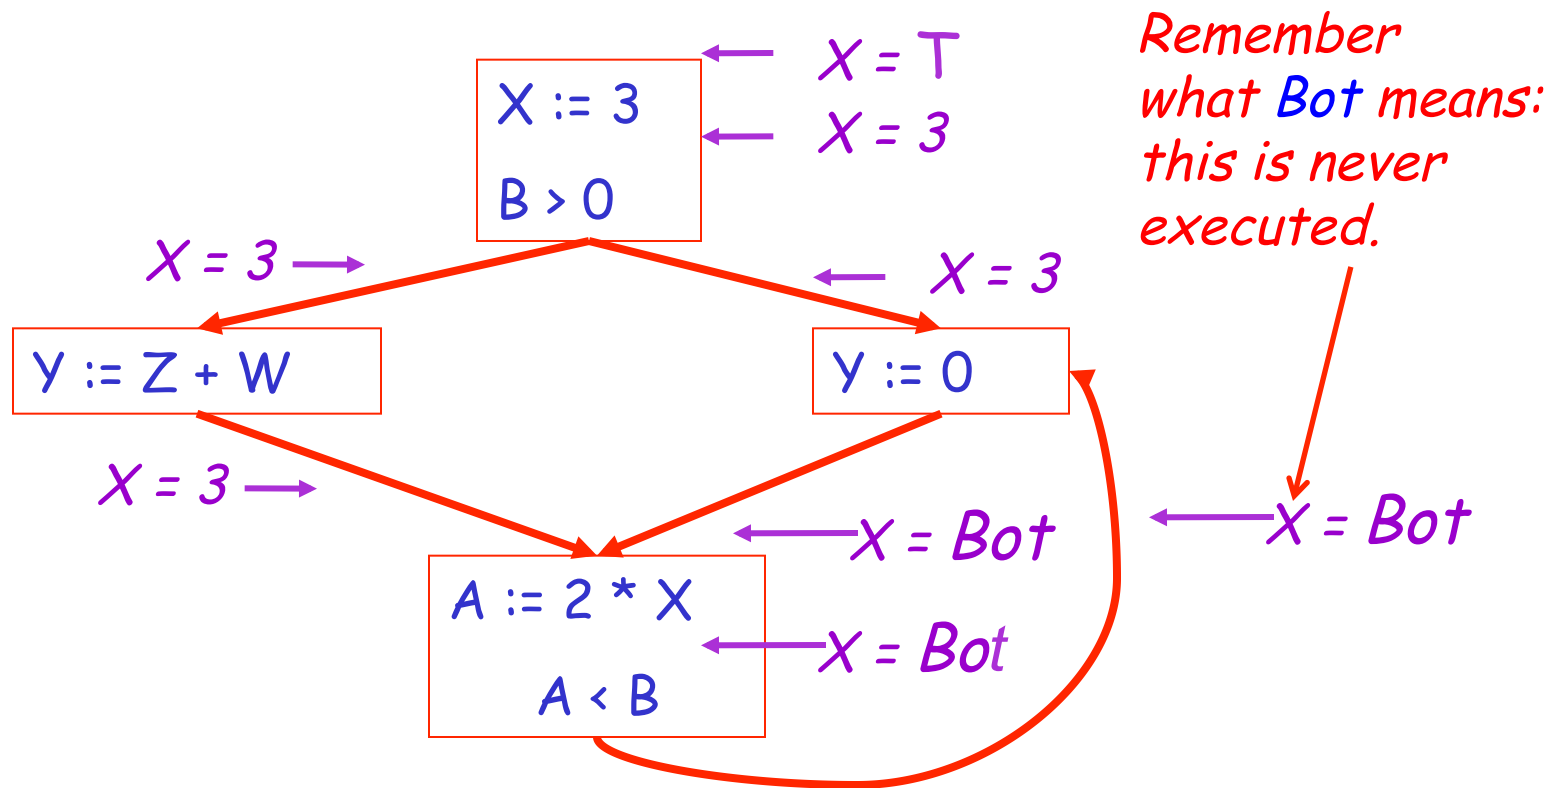 X = T
X := 3
X = 3
B > 0
Remember
what Bot means:
this is never
executed.
X = 3
X = 3
Y := Z + W
Y := 0
X = 3
X = Bot
X = Bot
A := 2 * X
X = Bot
A < B